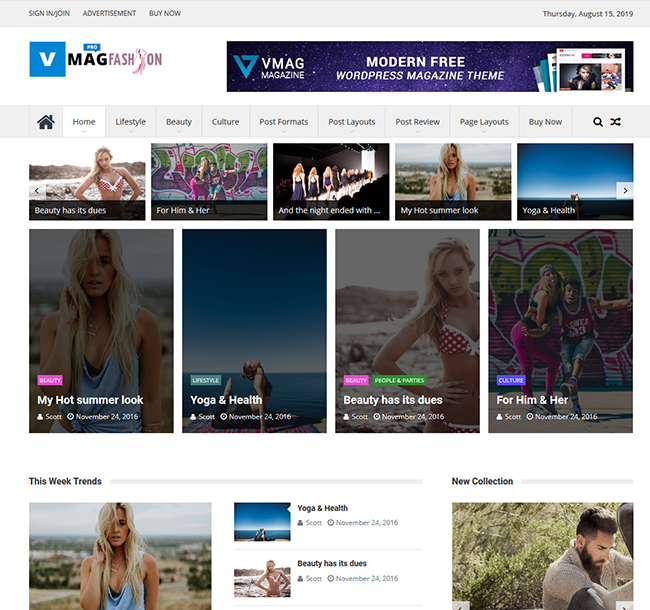 SIGN IN/JOIN ADVERTISEMENT BUY NOW Thursday, August 15, 2019
V PRO MAG FASHION
VMAG MAGAZINE
MODERN FREE
WORDPRESS MAGAZINE THEME
Home Lifestyle Beauty Culture Post Formats Post Layouts Post Review Page Layouts Buy Now
Beauty has its dues
For Him & Her
And the night ended with ...
My Hot summer look
Yoga & Health
BEAUTY
My Hot summer look
Scott November 24, 2016
LIFESTYLE
Yoga & Health
Scott November 24, 2016
BEAUTY PEOPLE & PARTIES
Beauty has its dues
Scott November 24, 2016
CULTURE
For Him & Her
Scott November 24, 2016
This Week Trends
Yoga & Health
Scott November 24, 2016
Beauty has its dues
Scott November 24, 2016
New Collection